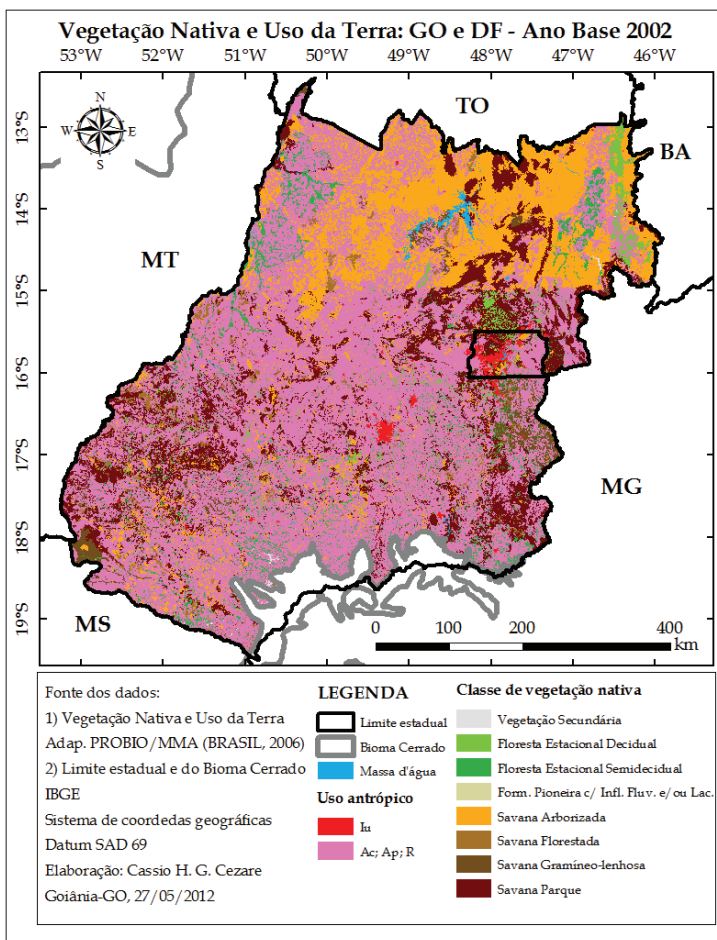 Vegetação Nativa e Uso da Terra: GO e DF - Ano Base 2002
53°W 52°W 51°W 50°W 49°W 48°W 47°W 46°W
N
W E
S
13°S
14°S
15°S
16°S
17°S
18°S
19°S
TO
BA
MT
MG
MS
0 100 200 400
km
Fonte dos dados:
1) Vegetação Nativa e Uso da Terra
Adap. PROBIO/MMA (BRASIL, 2006)
2) Limite estadual e do Bioma Cerrado
IBGE
Sistema de coordedas geográficas
Datum SAD 69
Elaboração: Cassio H. G. Cezare
Goiânia-GO, 27/05/2012
LEGENDA
Limite estadual
Bioma Cerrado
Massa d'água
Uso antrópico
Iu
Ac; Ap; R
Classe de vegetação nativa
Vegetação Secundária
Floresta Estacional Decidual
Floresta Estacional Semidecidual
Form. Pioneira c/ Infl. Fluv. e/ ou Lac.
Savana Arborizada
Savana Florestada
Savana Gramíneo-lenhosa
Savana Parque